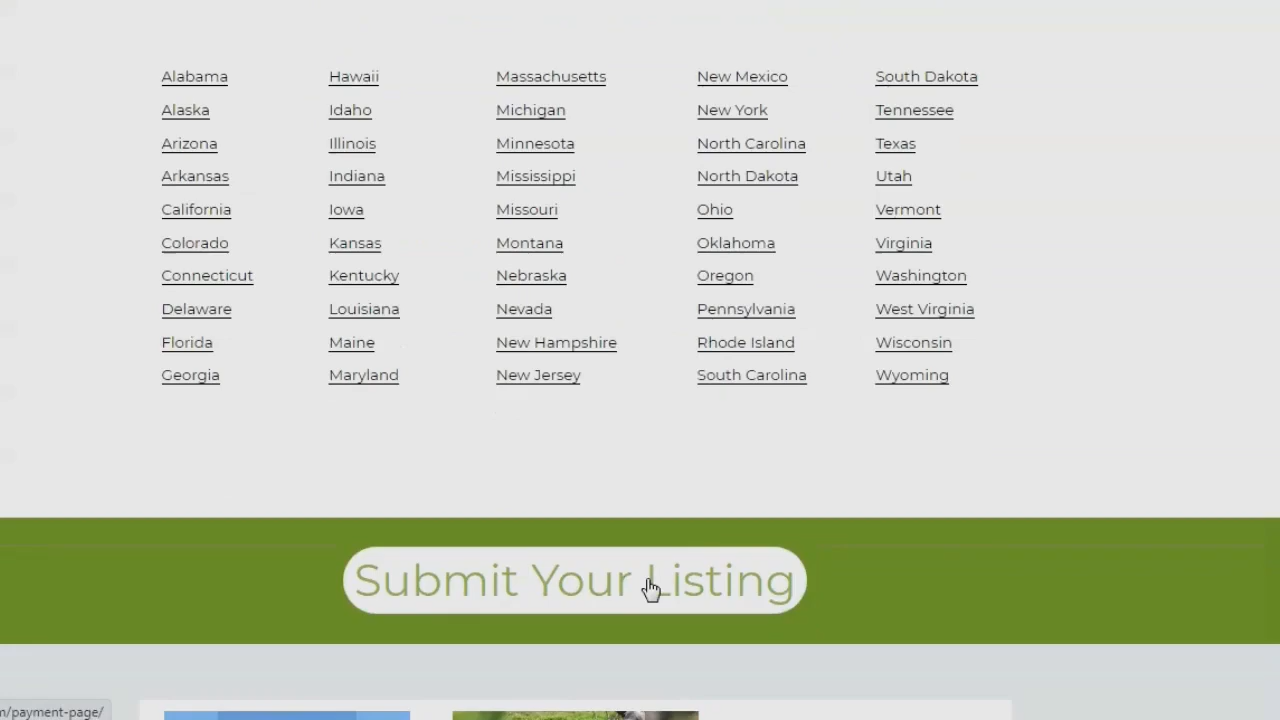 Alabama
Alaska
Arizona
Arkansas
California
Colorado
Connecticut
Delaware
Florida
Georgia
Hawaii
Idaho
Illinois
Indiana
Iowa
Kansas
Kentucky
Louisiana
Maine
Maryland
Massachusetts
Michigan
Minnesota
Mississippi
Missouri
Montana
Nebraska
Nevada
New Hampshire
New Jersey
New Mexico
New York
North Carolina
North Dakota
Ohio
Oklahoma
Oregon
Pennsylvania
Rhode Island
South Carolina
South Dakota
Tennessee
Texas
Utah
Vermont
Virginia
Washington
West Virginia
Wisconsin
Wyoming
Submit Your Listing
m/payment-page/